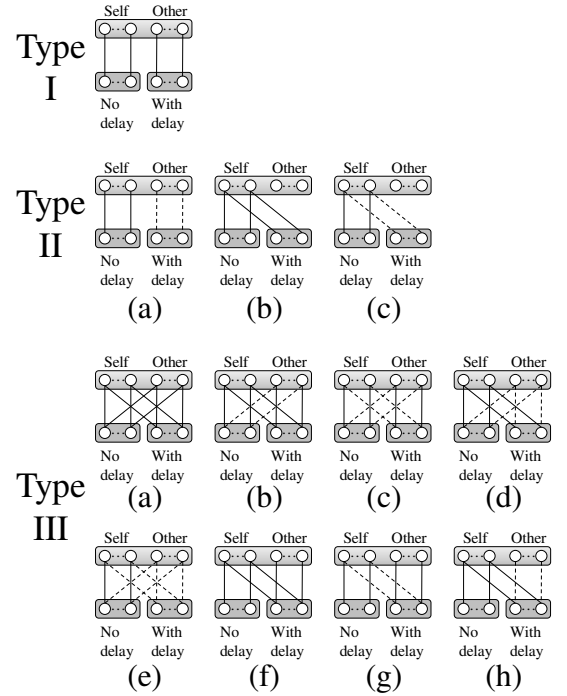 Type
I
Self Other
No With
delay delay
Type
II
Self Other Self Other Self Other
No With No With No With
delay delay delay delay delay delay
(a) (b) (c)
Type
III
Self Other Self Other Self Other Self Other
No With No With No With No With
delay delay delay delay delay delay delay delay
(a) (b) (c) (d)
Self Other Self Other Self Other Self Other
No With No With No With No With
delay delay delay delay delay delay delay delay
(e) (f) (g) (h)